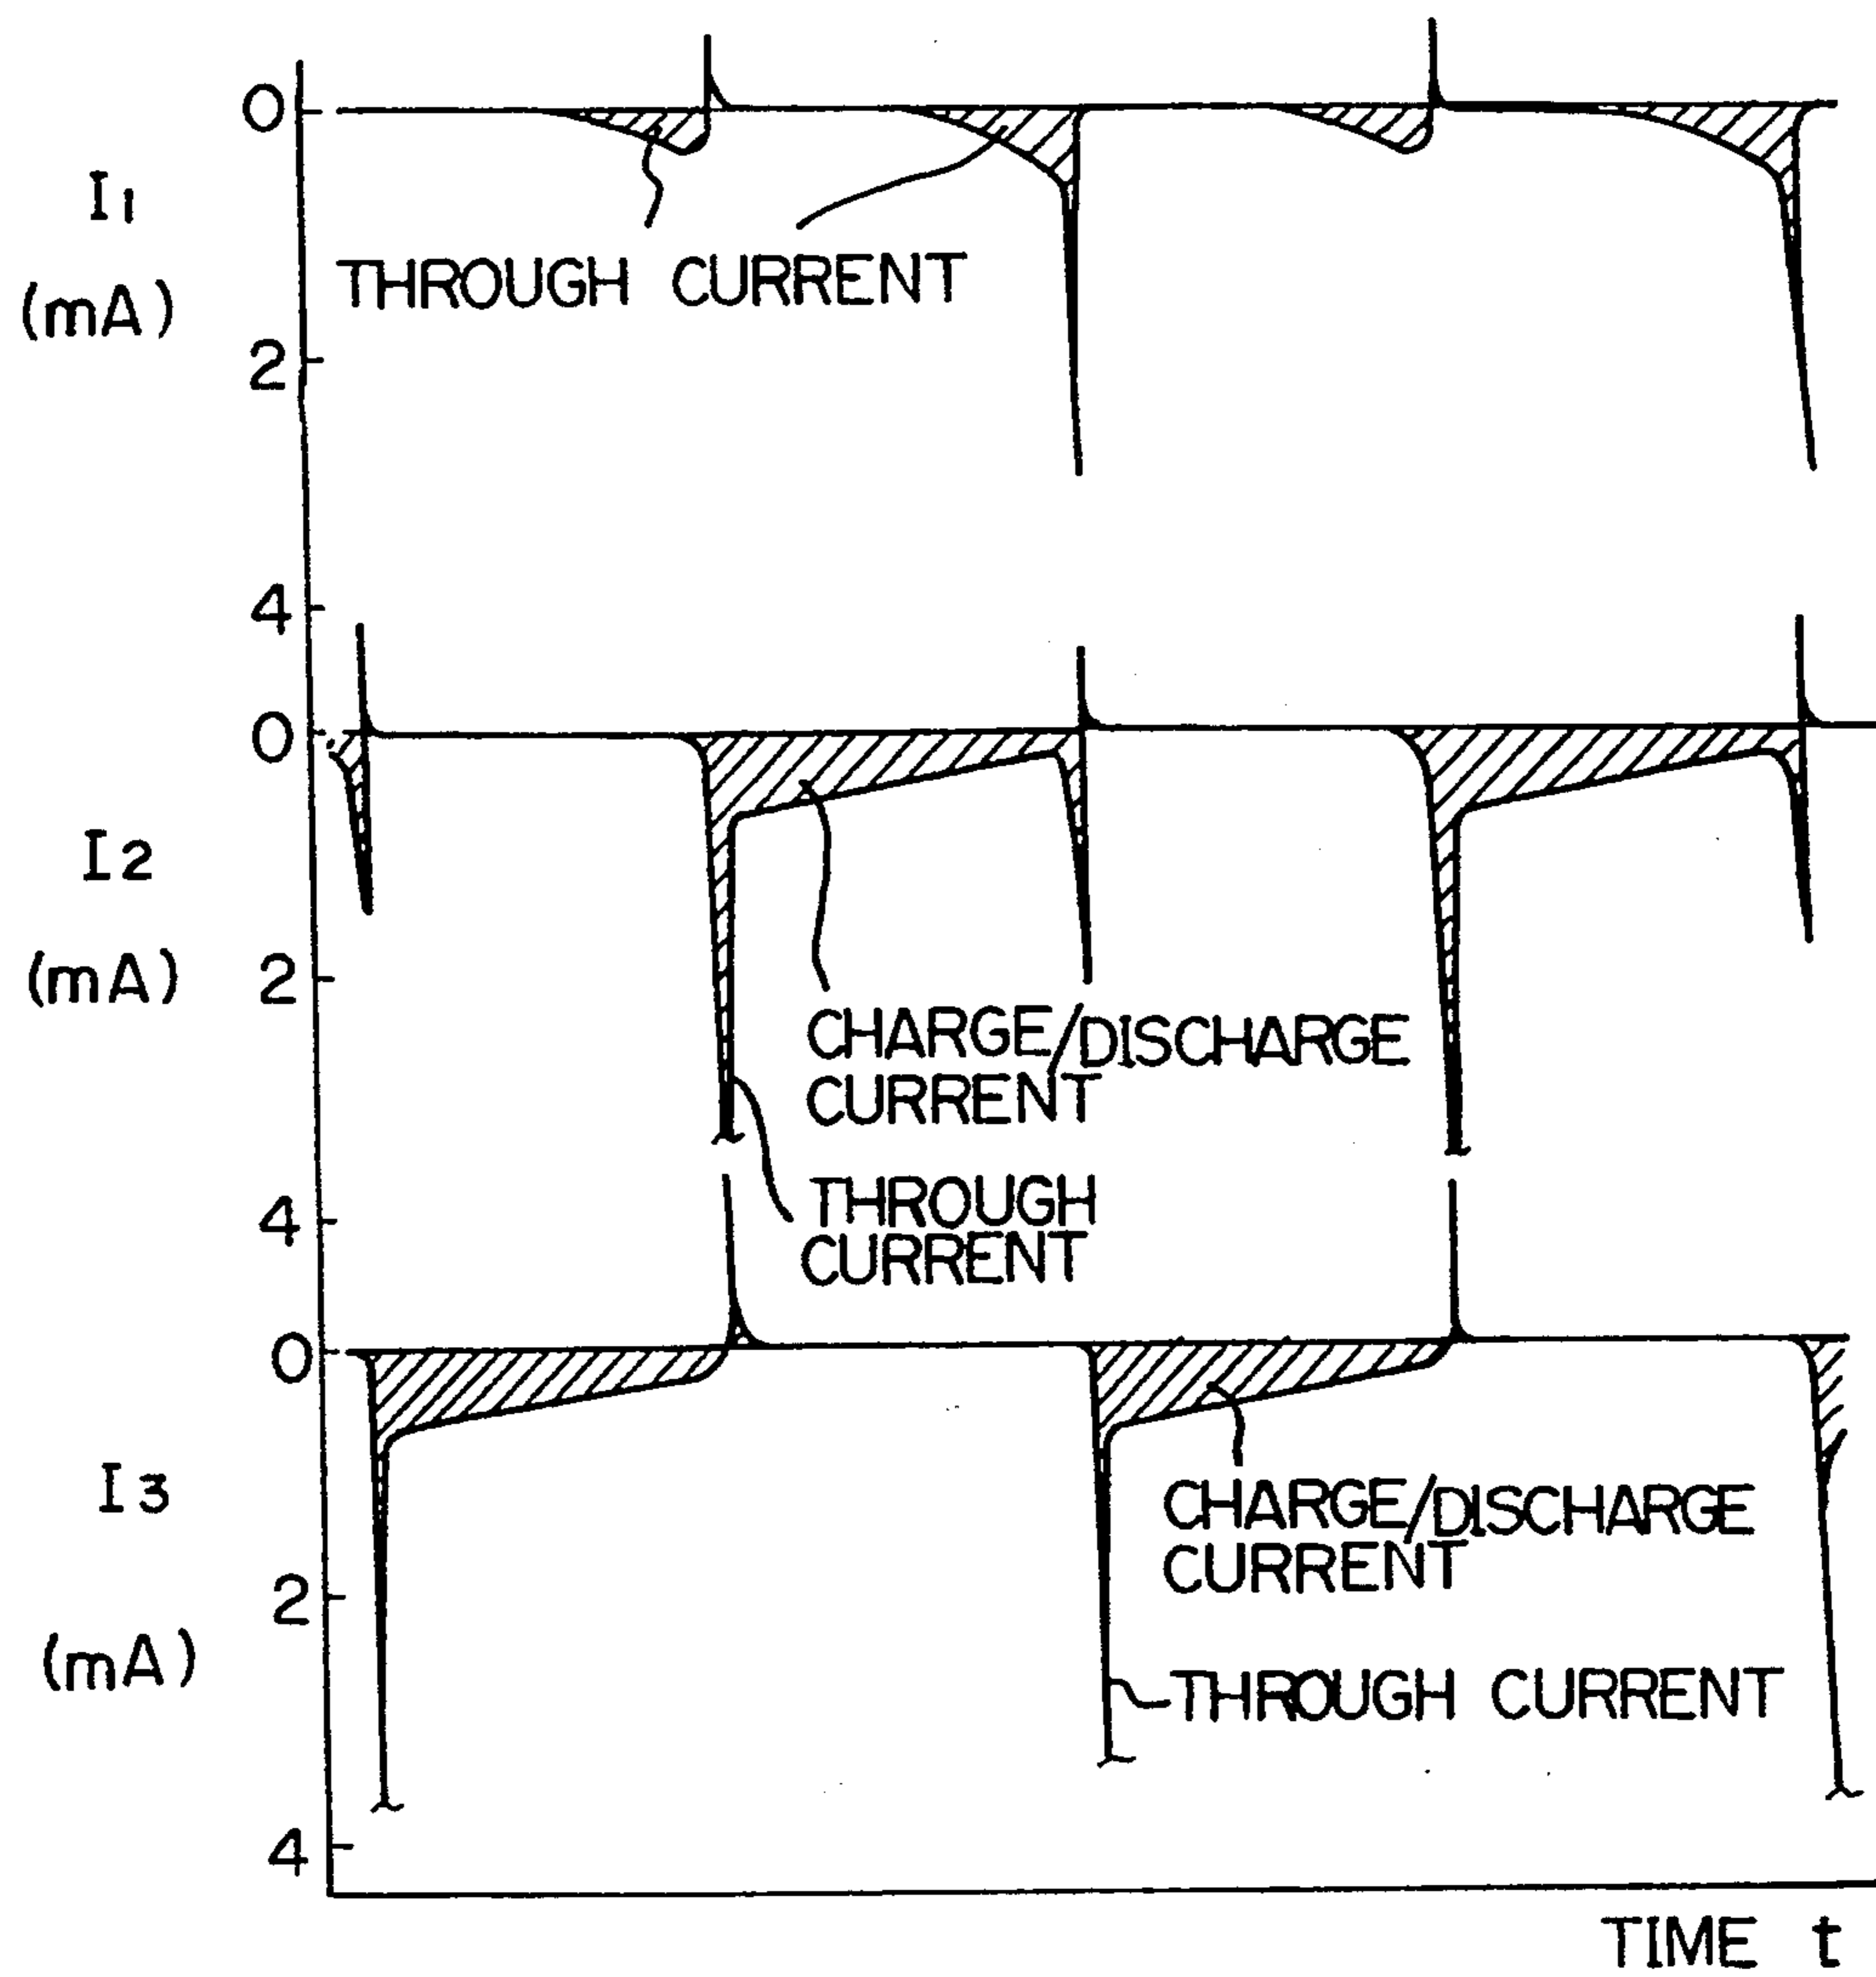 0
I1
(mA)
THROUGH CURRENT
2
4
0
I2
(mA)
2
CHARGE/DISCHARGE
CURRENT
THROUGH
CURRENT
4
0
I3
(mA)
CHARGE/DISCHARGE
CURRENT
2
THROUGH CURRENT
4
TIME t